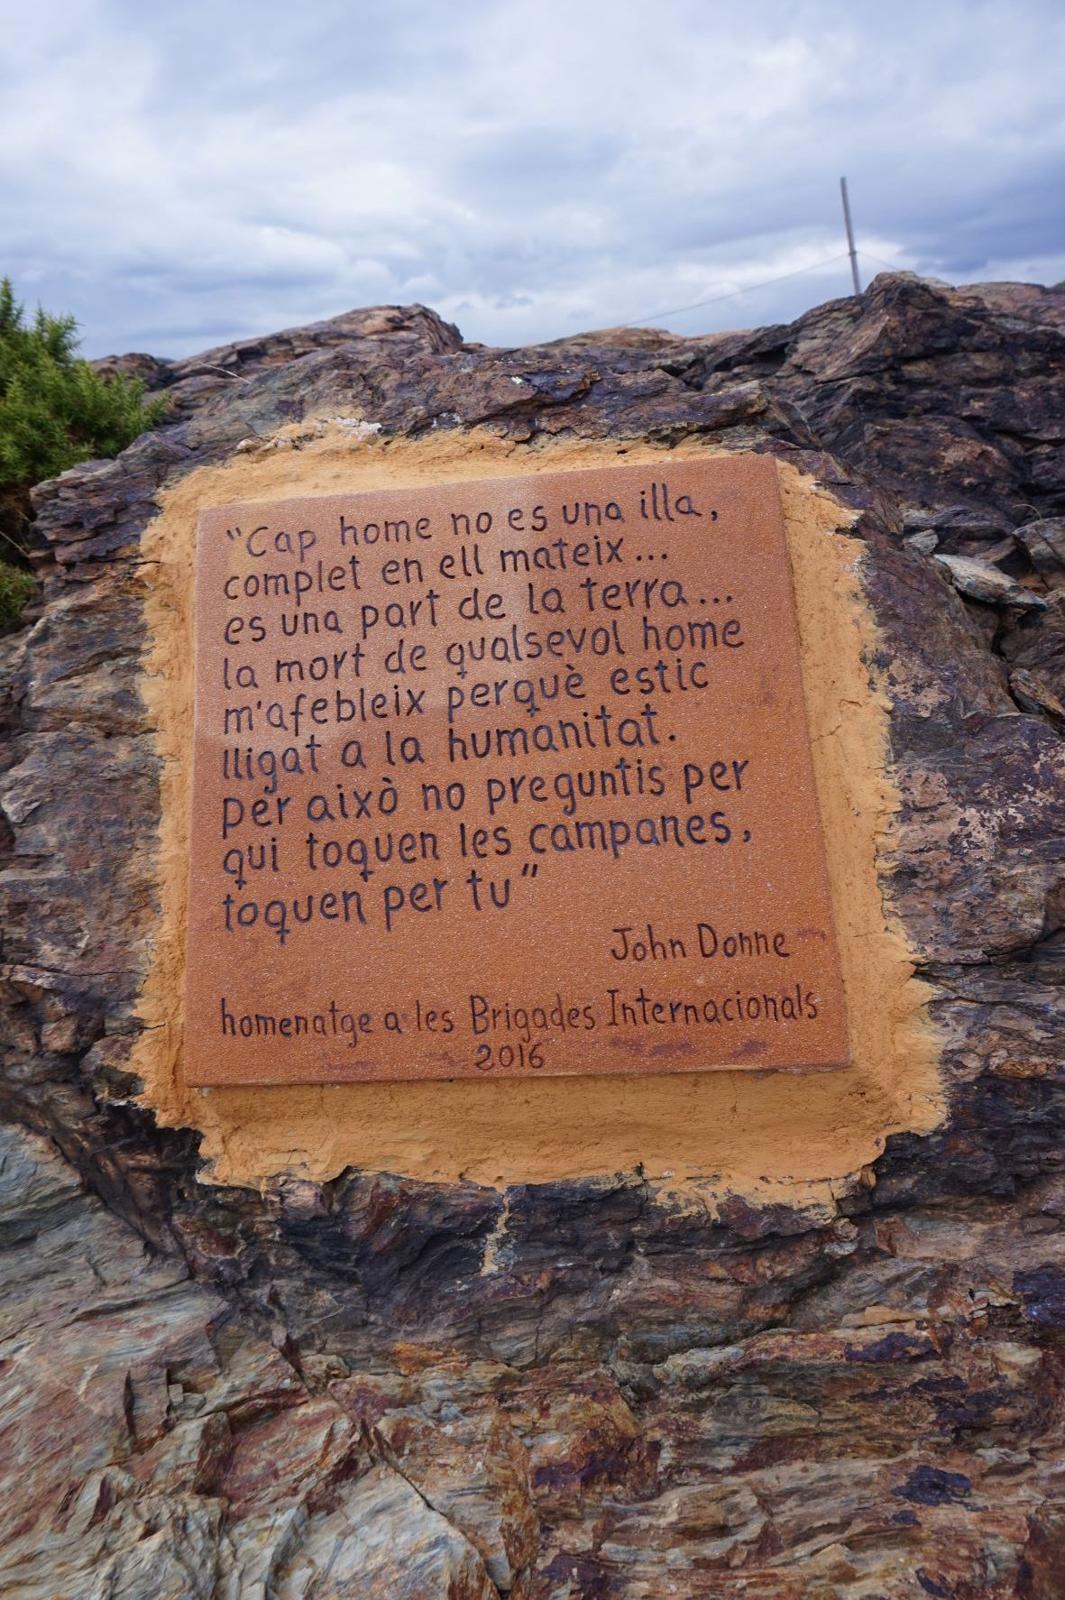 "Cap home no es una illa,
complet en ell mateix...
es una part de la terra...
la mort de qualsevol home
m'afebleix perquè estic
lligat a la humanitat.
per això no preguntis per
qui toquen les campanes,
toquen per tu"
John Donne
homenatge a les Brigades Internacionals
2016